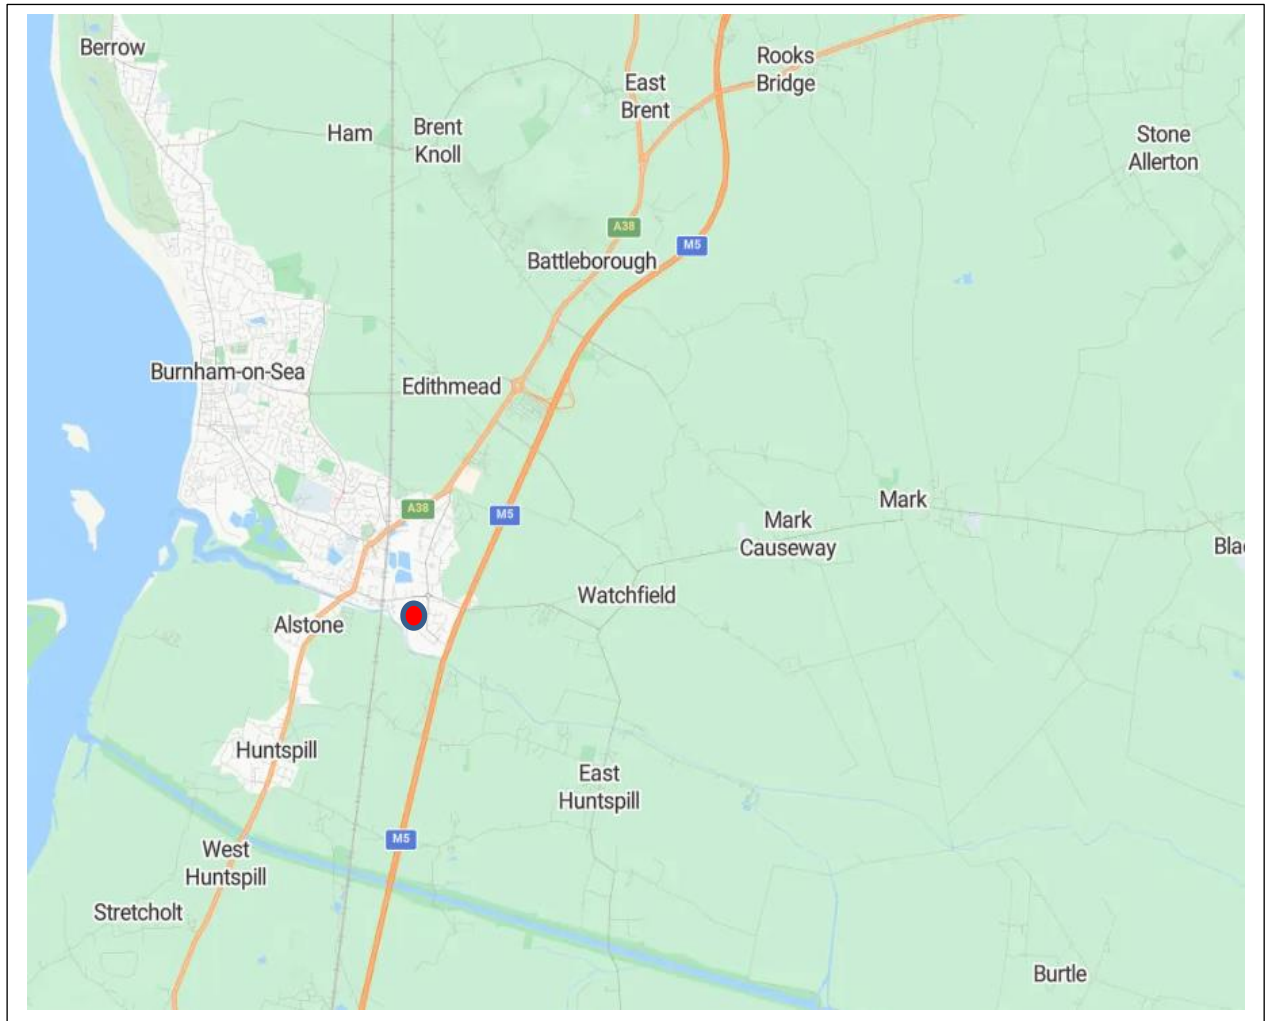 Berrow
Rooks
Bridge
East
Brent
Ham
Brent
Knoll
Stone
Allerton
A38
M5
Battleborough
Burnham-on-Sea
Edithmead
A38
M5
Mark
Mark
Causeway
Bla
Watchfield
Alstone
Huntspill
East
Huntspill
M5
West
Huntspill
Stretcholt
Burtle